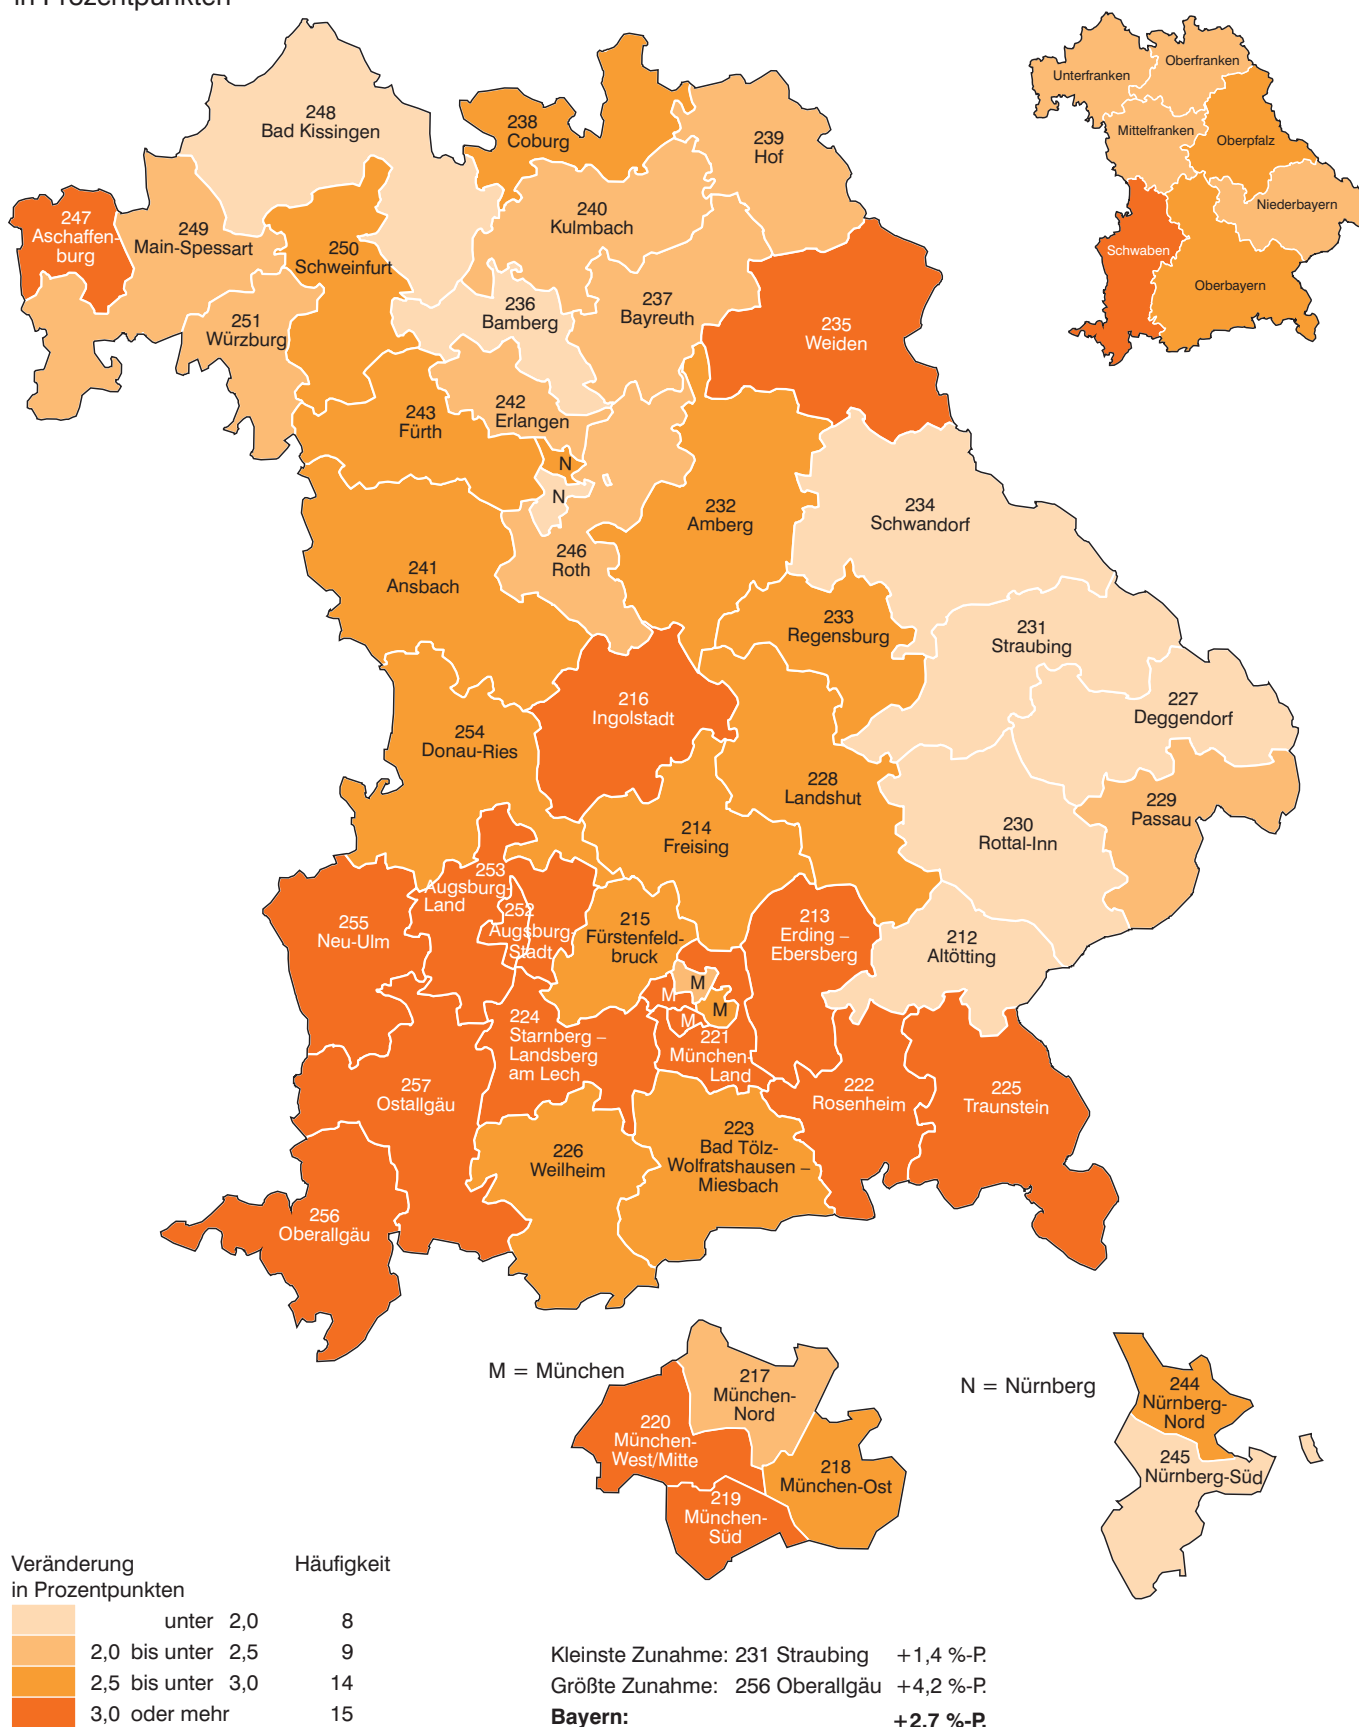 in Prozentpunkten
248
Bad Kissingen
238
Coburg
239
Hof
247
Aschaffen-
burg
249
Main-Spessart
250
Schweinfurt
240
Kulmbach
251
Würzburg
236
Bamberg
237
Bayreuth
235
Weiden
243
Fürth
242
Erlangen
N
N
232
Amberg
234
Schwandorf
241
Ansbach
246
Roth
233
Regensburg
231
Straubing
227
Deggendorf
216
Ingolstadt
254
Donau-Ries
228
Landshut
229
Passau
214
Freising
230
Rottal-Inn
253
Augsburg-
Land
252
Augsburg-
Stadt
255
Neu-Ulm
215
Fürstenfeld-
bruck
213
Erding –
Ebersberg
212
Altötting
M
M
M
M
224
Starnberg –
Landsberg
am Lech
221
München-
Land
257
Ostallgäu
222
Rosenheim
225
Traunstein
226
Weilheim
223
Bad Tölz-
Wolfratshausen –
Miesbach
256
Oberallgäu
Unterfranken
Oberfranken
Mittelfranken
Oberpfalz
Niederbayern
Schwaben
Oberbayern
M = München
217
München-
Nord
220
München-
West/Mitte
218
München-Ost
219
München-
Süd
N = Nürnberg
244
Nürnberg-
Nord
245
Nürnberg-Süd
Veränderung Häufigkeit
in Prozentpunkten
unter 2,0 8
2,0 bis unter 2,5 9
2,5 bis unter 3,0 14
3,0 oder mehr 15
Kleinste Zunahme: 231 Straubing +1,4 %-P.
Größte Zunahme: 256 Oberallgäu +4,2 %-P.
Bayern: +2,7 %-P.